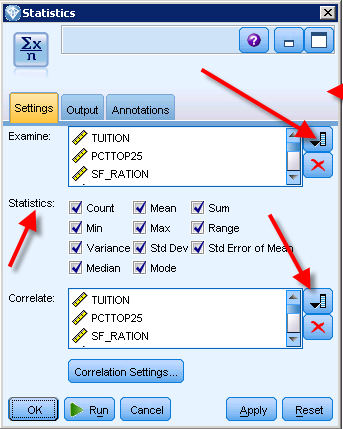 Statistics
Σx
n
?
Settings Output Annotations
Examine:
TUITION
PCTTOP25
SF_RATION
Statistics:
Count Mean Sum
Min Max Range
Variance Std Dev Std Error of Mean
Median Mode
Correlate:
TUITION
PCTTOP25
SF_RATION
Correlation Settings...
OK Run Cancel Apply Reset